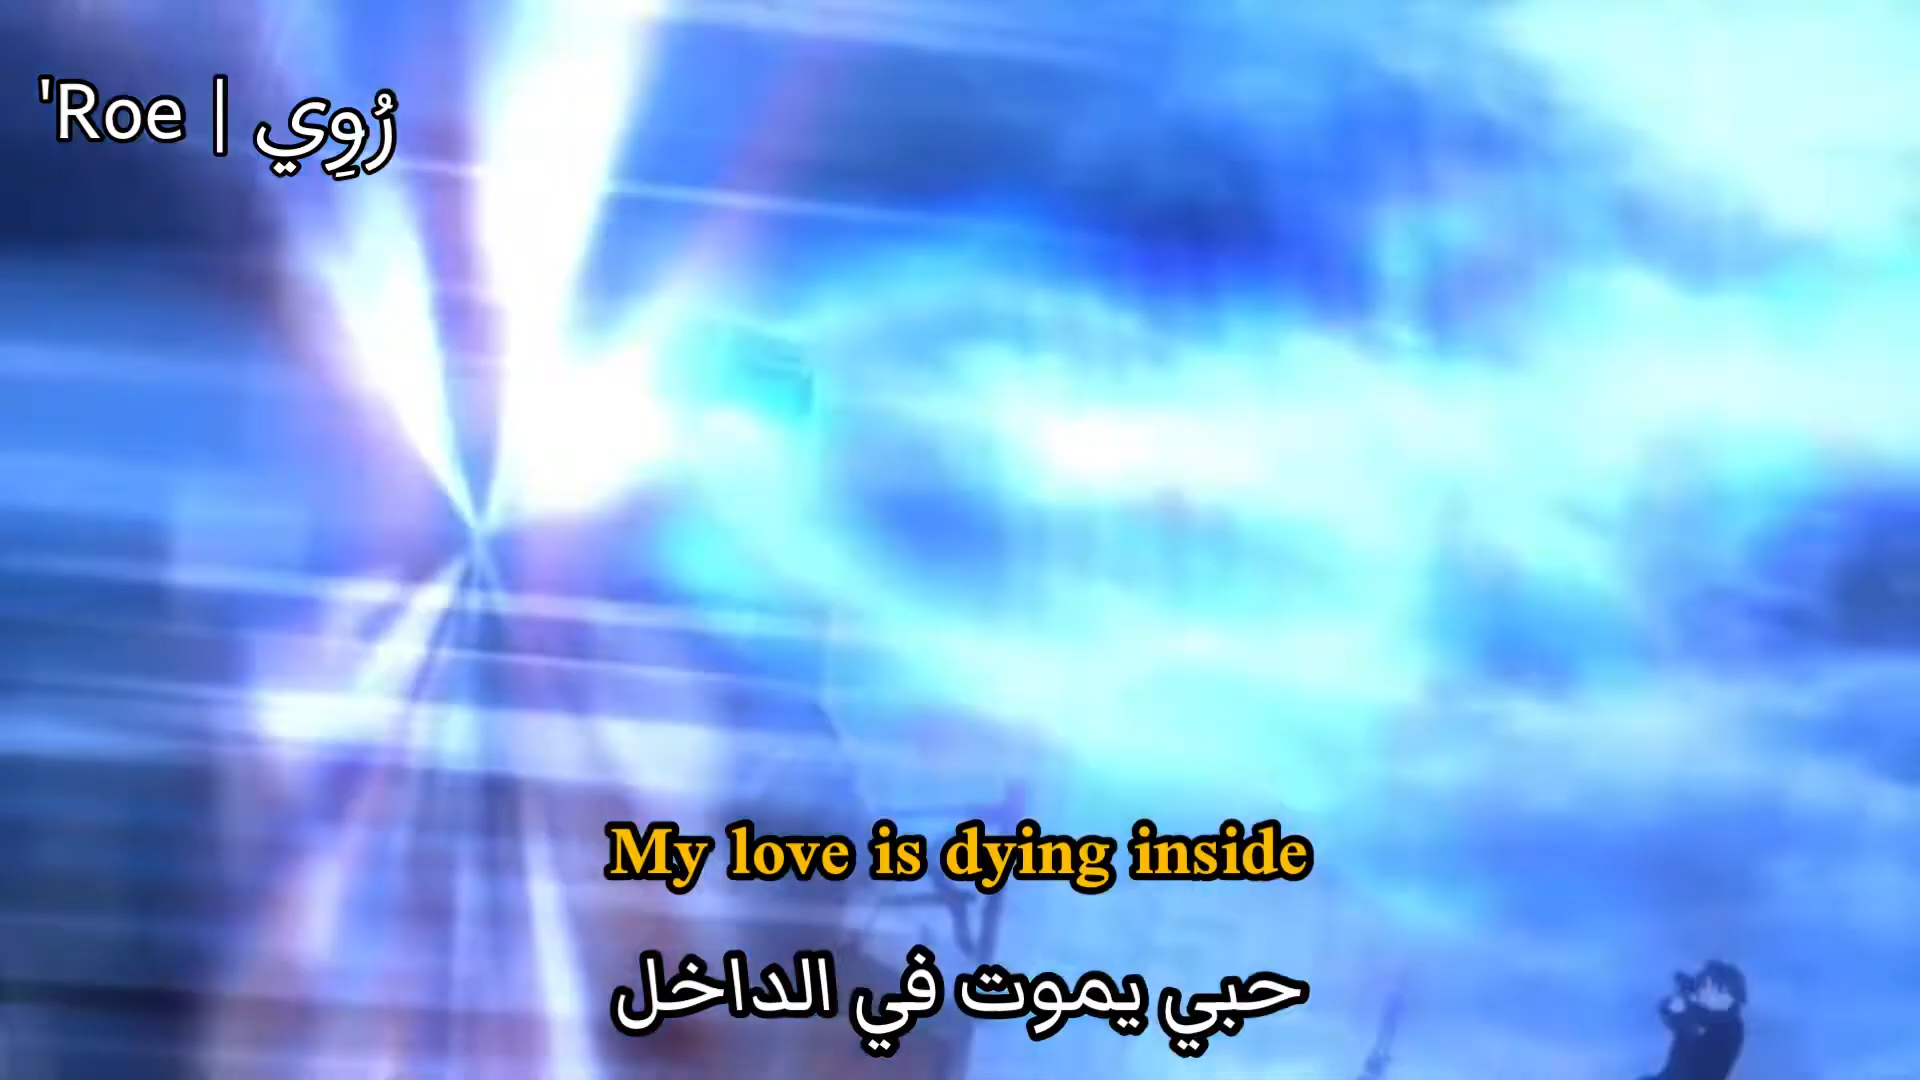 'Roe | رُوِي
My love is dying inside
حبي يموت في الداخل